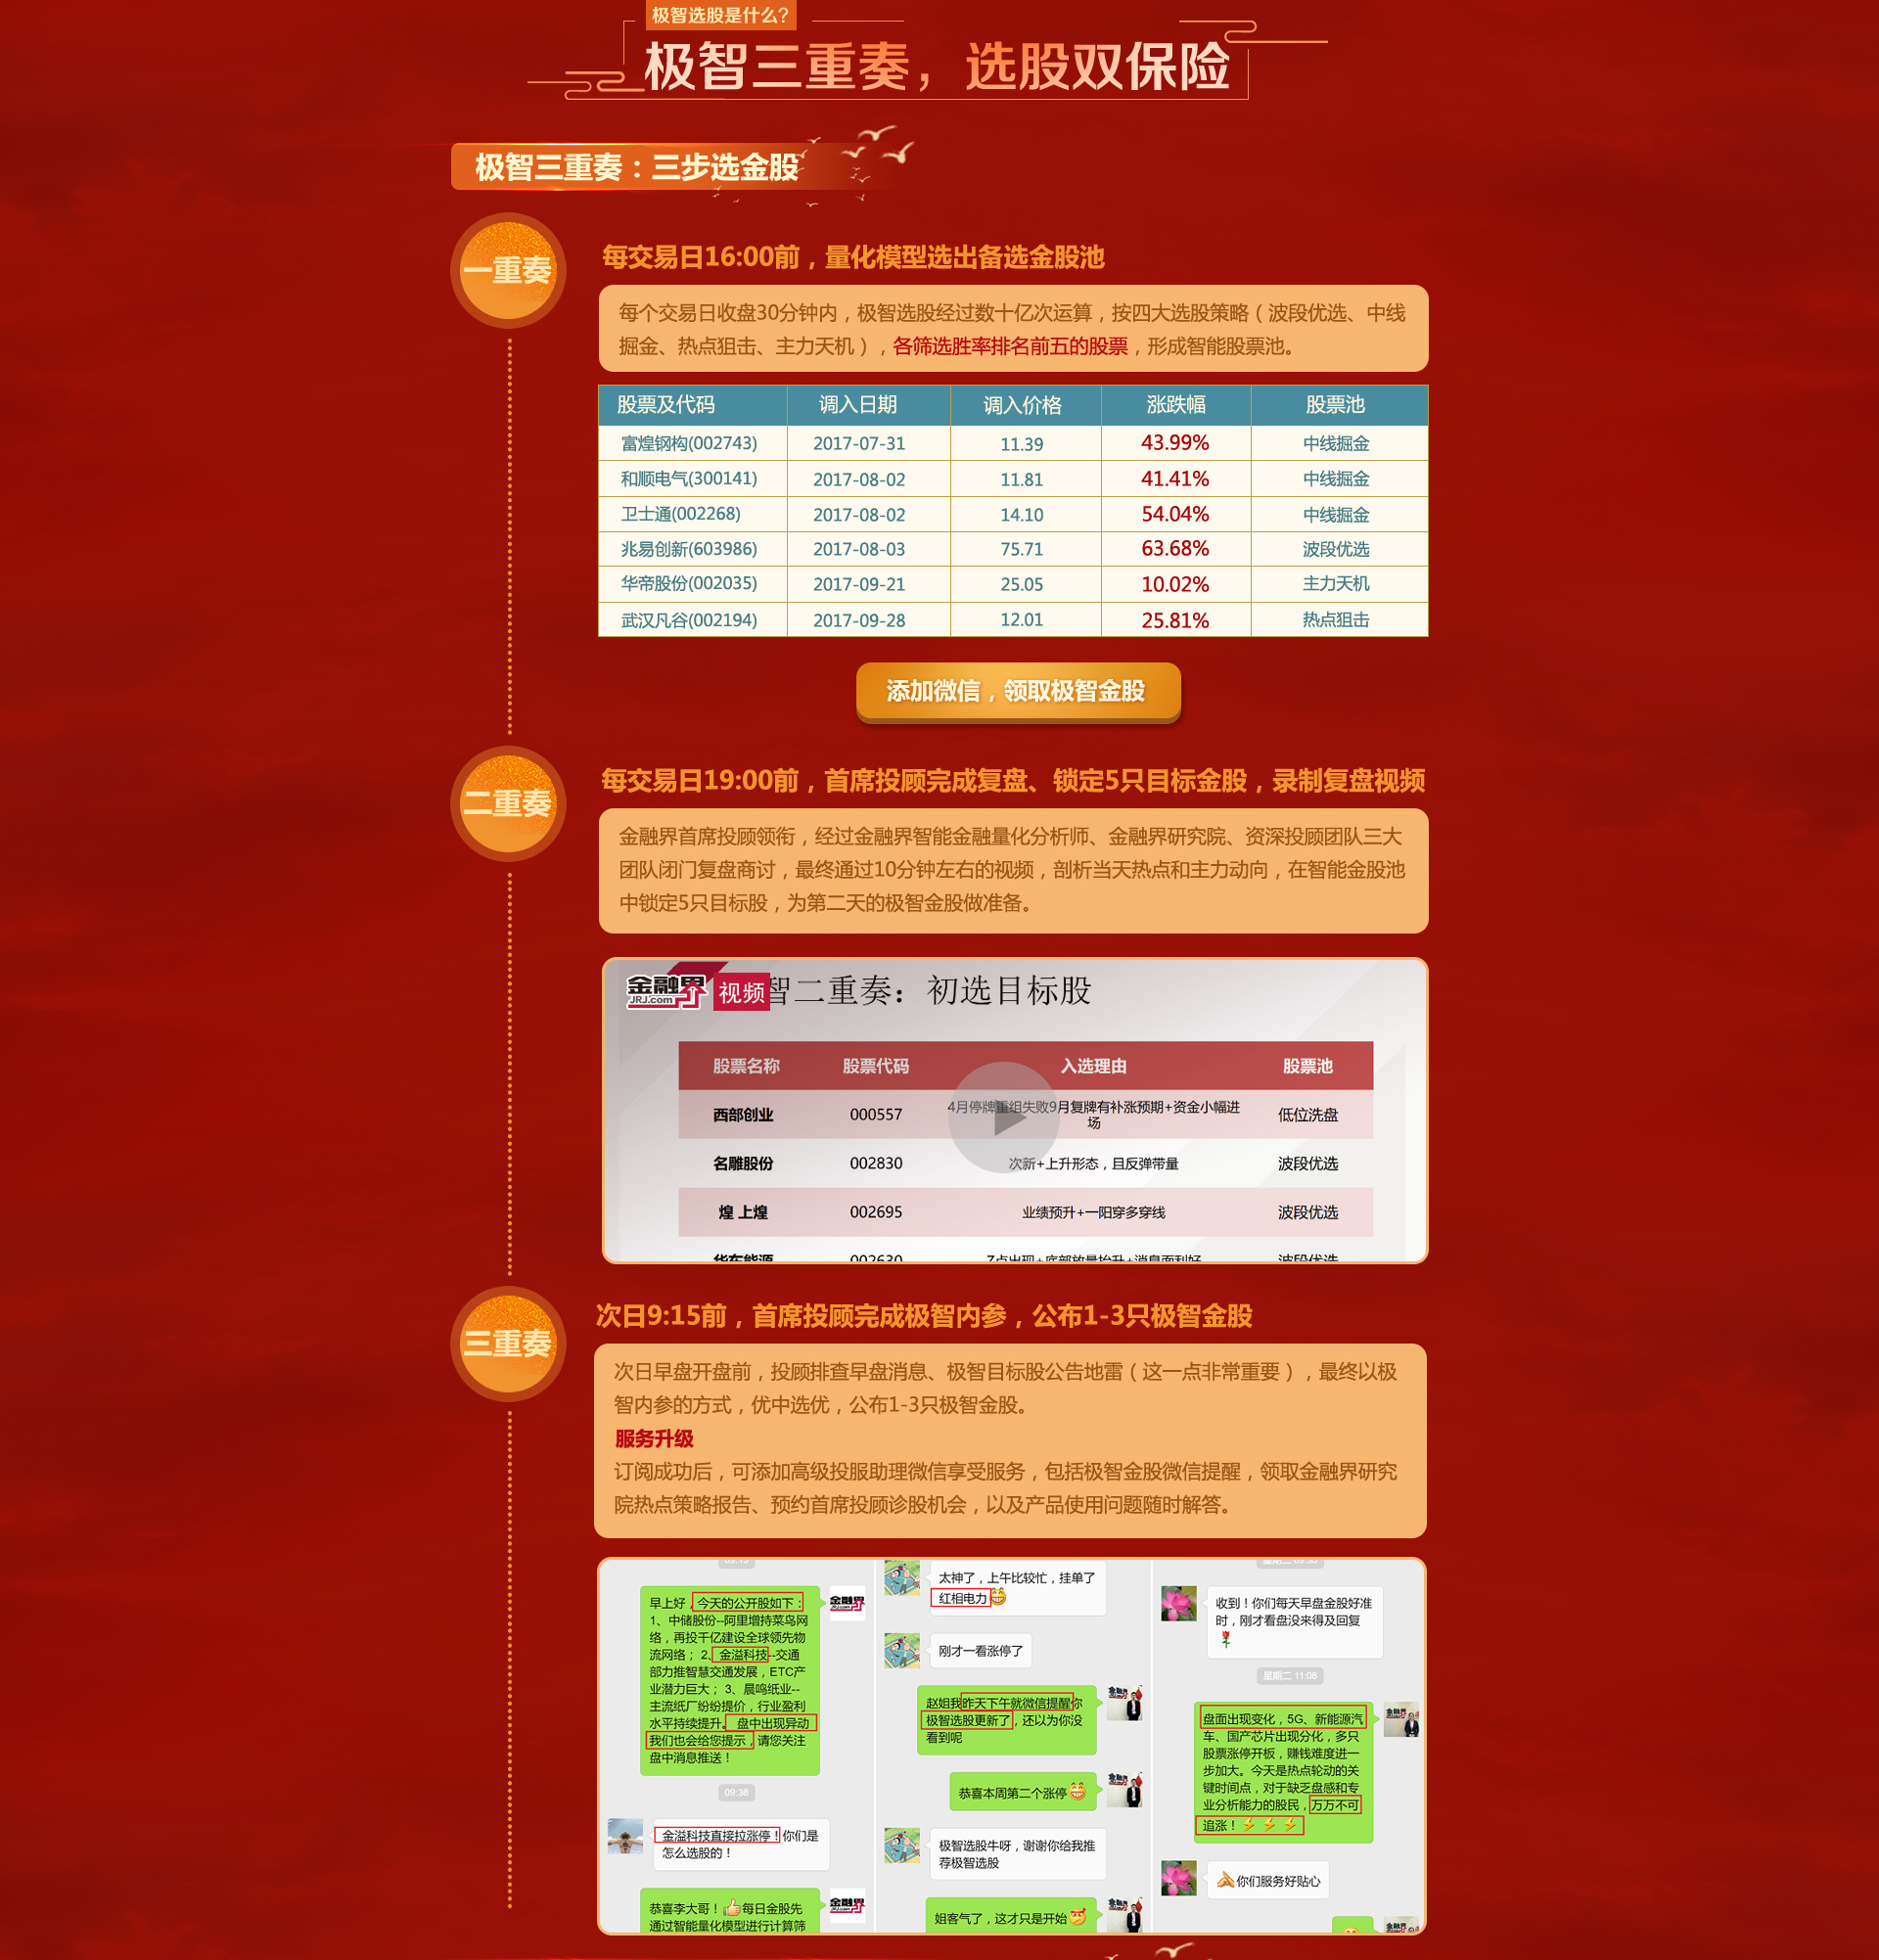 极智选股是什么?
极智三重奏，选股双保险
极智三重奏：三步选金股
一重奏
每交易日16:00前，量化模型选出备选金股池
每个交易日收盘30分钟内，极智选股经过数十亿次运算，按四大选股策略（波段优选、中线
掘金、热点狙击、主力天机），各筛选胜率排名前五的股票，形成智能股票池。
股票及代码 调入日期 调入价格 涨跌幅 股票池
富煌钢构(002743) 2017-07-31 11.39 43.99% 中线掘金
和顺电气(300141) 2017-08-02 11.81 41.41% 中线掘金
卫士通(002268) 2017-08-02 14.10 54.04% 中线掘金
兆易创新(603986) 2017-08-03 75.71 63.68% 波段优选
华帝股份(002035) 2017-09-21 25.05 10.02% 主力天机
武汉凡谷(002194) 2017-09-28 12.01 25.81% 热点狙击
添加微信，领取极智金股
二重奏
每交易日19:00前，首席投顾完成复盘、锁定5只目标金股，录制复盘视频
金融界首席投顾领衔，经过金融界智能金融量化分析师、金融界研究院、资深投顾团队三大
团队闭门复盘商讨，最终通过10分钟左右的视频，剖析当天热点和主力动向，在智能金股池
中锁定5只目标股，为第二天的极智金股做准备。
金融界 JRJ.com 视频
智二重奏：初选目标股
股票名称 股票代码 入选理由 股票池
西部创业 000557 4月停牌重组失败9月复牌有补涨预期+资金小幅进
场 低位洗盘
名雕股份 002830 次新+上升形态，且反弹带量 波段优选
煌 上煌 002695 业绩预升+一阳穿多穿线 波段优选
华东能源 002630 Z点出现+底部放量抬升+消息面利好 波段优选
三重奏
次日9:15前，首席投顾完成极智内参，公布1-3只极智金股
次日早盘开盘前，投顾排查早盘消息、极智目标股公告地雷（这一点非常重要），最终以极
智内参的方式，优中选优，公布1-3只极智金股。
服务升级
订阅成功后，可添加高级投服助理微信享受服务，包括极智金股微信提醒，领取金融界研究
院热点策略报告、预约首席投顾诊股机会，以及产品使用问题随时解答。
09:15
早上好，今天的公开股如下：
1、中储股份--阿里增持菜鸟网
络，再投千亿建设全球领先物
流网络； 2、金溢科技--交通
部力推智慧交通发展，ETC产
业潜力巨大； 3、晨鸣纸业--
主流纸厂纷纷提价，行业盈利
水平持续提升。 盘中出现异动
我们也会给您提示，请您关注
盘中消息推送！
金融界
JRJ.com
09:38
金溢科技直接拉涨停！你们是
怎么选股的！
恭喜李大哥！👍每日金股先
通过智能量化模型进行计算筛
金融界
JRJ.com
太神了，上午比较忙，挂单了
红相电力😁
刚才一看涨停了
赵姐我昨天下午就微信提醒你
极智选股更新了，还以为你没
看到呢
恭喜本周第二个涨停😁
极智选股牛呀，谢谢你给我推
荐极智选股
姐客气了，这才只是开始
星期二 09:30
收到！你们每天早盘金股好准
时，刚才看盘没来得及回复
🌹
星期二 11:08
盘面出现变化，5G、新能源汽
车、国产芯片出现分化，多只
股票涨停开板，赚钱难度进一
步加大。今天是热点轮动的关
键时间点，对于缺乏盘感和专
业分析能力的股民，万万不可
追涨！⚡⚡⚡
🙏你们服务好贴心